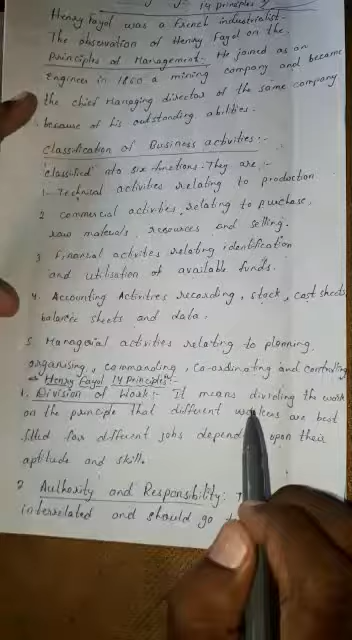 14 principles
Henry Fayol was a French industrialist.
The observation of Henry Fayol on the.
Principles of Management. He joined as an
Engineer in 1860 a mining company and became
the chief Managing director of the same company
because of his outstanding abilities.
Classification of Business activities:-
classified into six functions. They are :-
1. Technical activities relating to production
2 commercial activities relating to purchase,
raw materials, resources and selling.
3 Financial activities relating identification
and utilisation of available funds.
4. Accounting Activities recording, stock, cost sheets,
balance sheets and data.
5. Managerial activities relating to planning
organising, commanding, co-ordinating and controlling
Henry Fayol 14 Principles:-
1. Division of Work:- It means dividing the work
on the principle That different workers are best
fitted for different jobs depend upon their
aptitude and skill.
2 Authority and Responsibility:
interrelated and should go